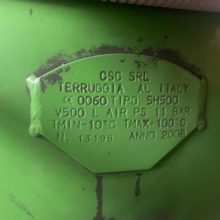 CSC SRL
TERRUGGIA AL ITALY
CE 0060 TIPO SH500
V500 L AIR PS 11 BAR
TMIN-10°C TMAX+100°C
N. 13198 ANNO 2008